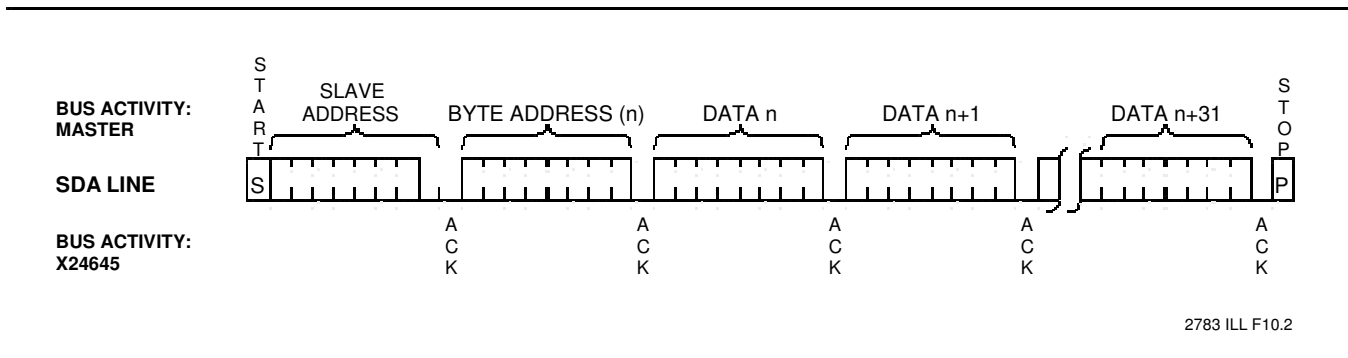 START
SLAVE
ADDRESS
BUS ACTIVITY:
MASTER
BYTE ADDRESS (n)
DATA n
DATA n+1
DATA n+31
STOP
SDA LINE
S
P
BUS ACTIVITY:
X24645
ACK
ACK
ACK
ACK
ACK
2783 ILL F10.2